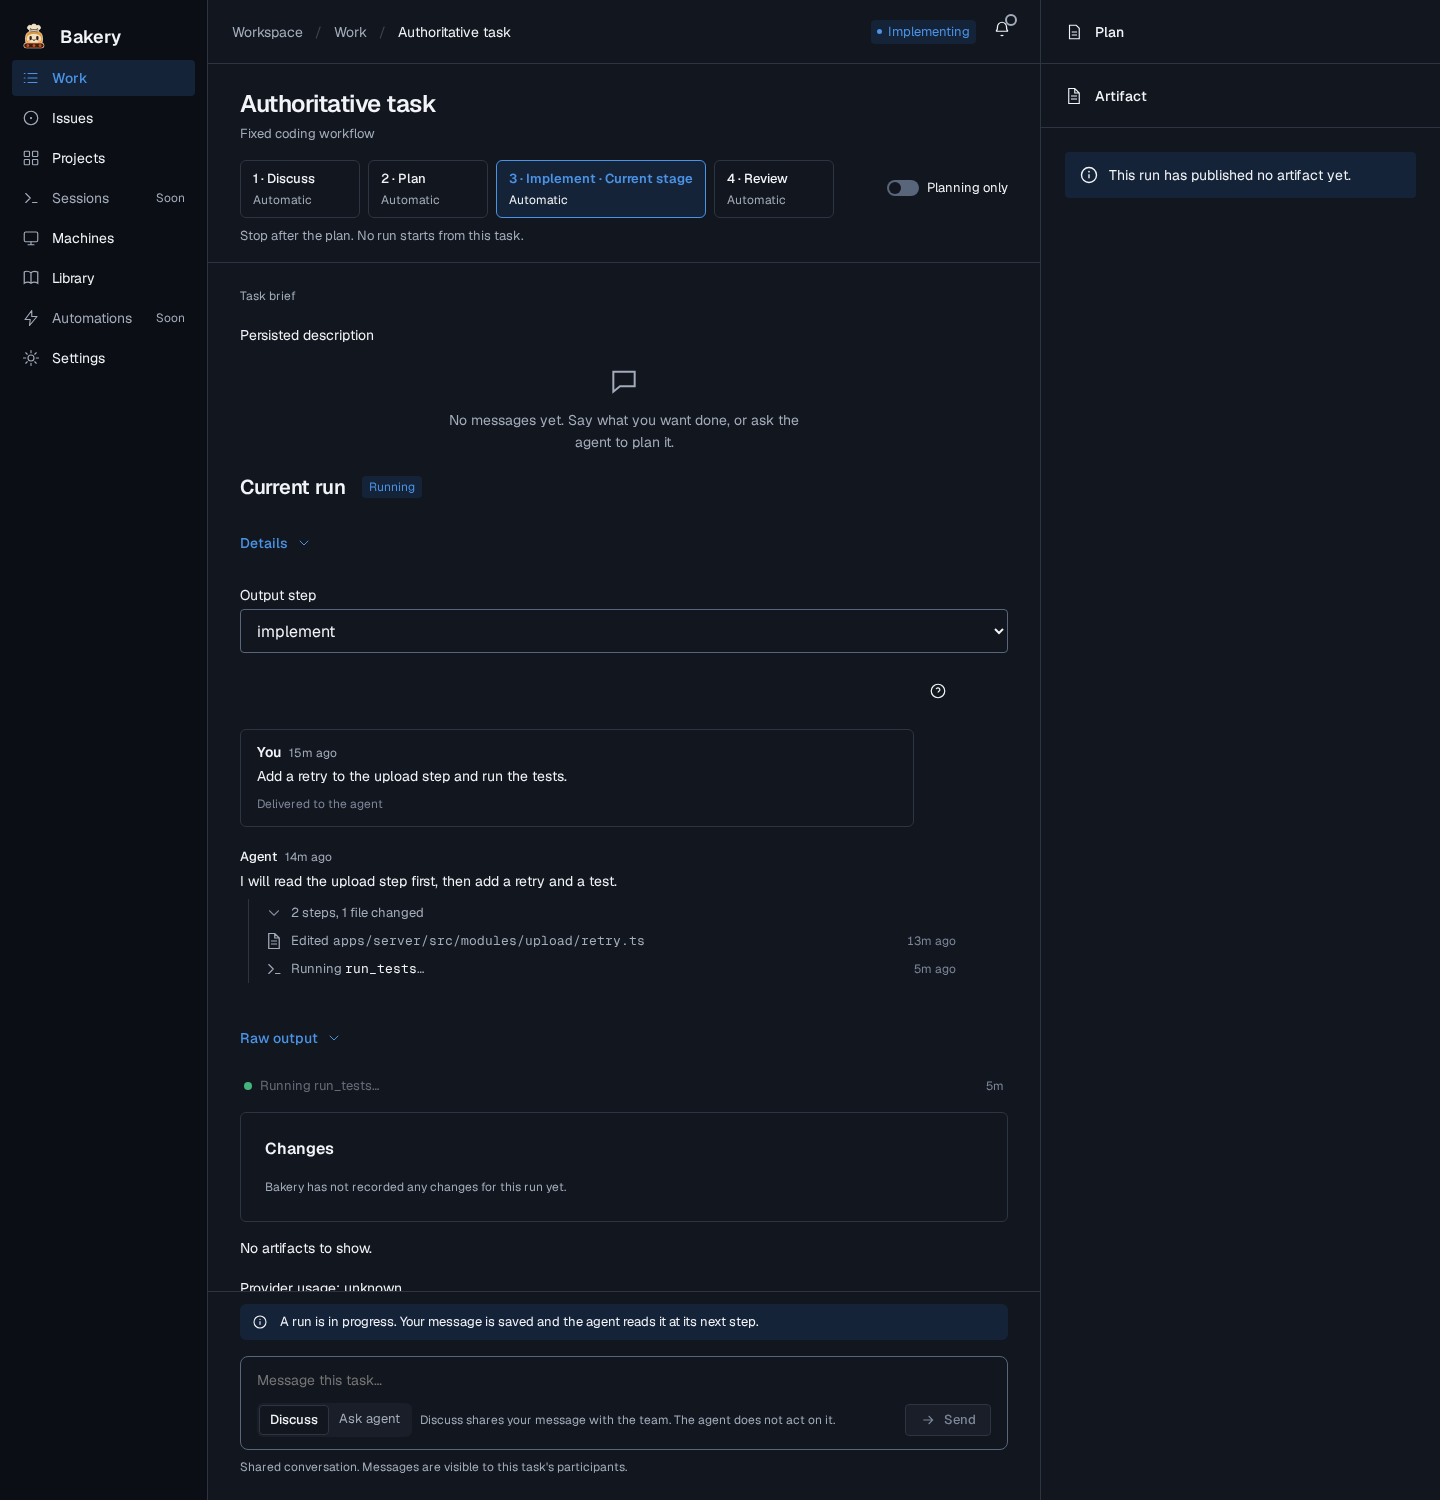 Bakery
Work
Issues
Projects
Sessions Soon
Machines
Library
Automations Soon
Settings
Workspace / Work / Authoritative task
Implementing
Authoritative task
Fixed coding workflow
1 · Discuss
Automatic
2 · Plan
Automatic
3 · Implement · Current stage
Automatic
4 · Review
Automatic
Planning only
Stop after the plan. No run starts from this task.
Task brief
Persisted description
No messages yet. Say what you want done, or ask the
agent to plan it.
Current run Running
Details
Output step
implement
You 15m ago
Add a retry to the upload step and run the tests.
Delivered to the agent
Agent 14m ago
I will read the upload step first, then add a retry and a test.
2 steps, 1 file changed
Edited apps/server/src/modules/upload/retry.ts 13m ago
Running run_tests… 5m ago
Raw output
Running run_tests… 5m
Changes
Bakery has not recorded any changes for this run yet.
No artifacts to show.
Provider usage: unknown
A run is in progress. Your message is saved and the agent reads it at its next step.
Message this task…
Discuss Ask agent Discuss shares your message with the team. The agent does not act on it. Send
Shared conversation. Messages are visible to this task's participants.
Plan
Artifact
This run has published no artifact yet.